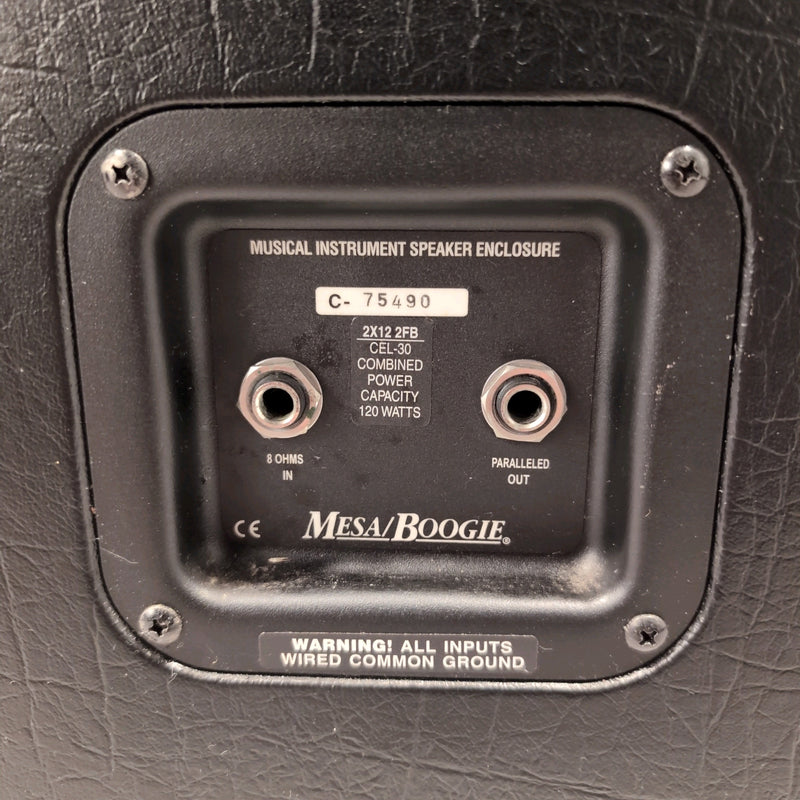 MUSICAL INSTRUMENT SPEAKER ENCLOSURE
C- 75490
2X12 2FB
CEL-30
COMBINED
POWER
CAPACITY
120 WATTS
8 OHMS
IN
PARALLELED
OUT
CE
MESA/BOOGIE®
WARNING! ALL INPUTS
WIRED COMMON GROUND